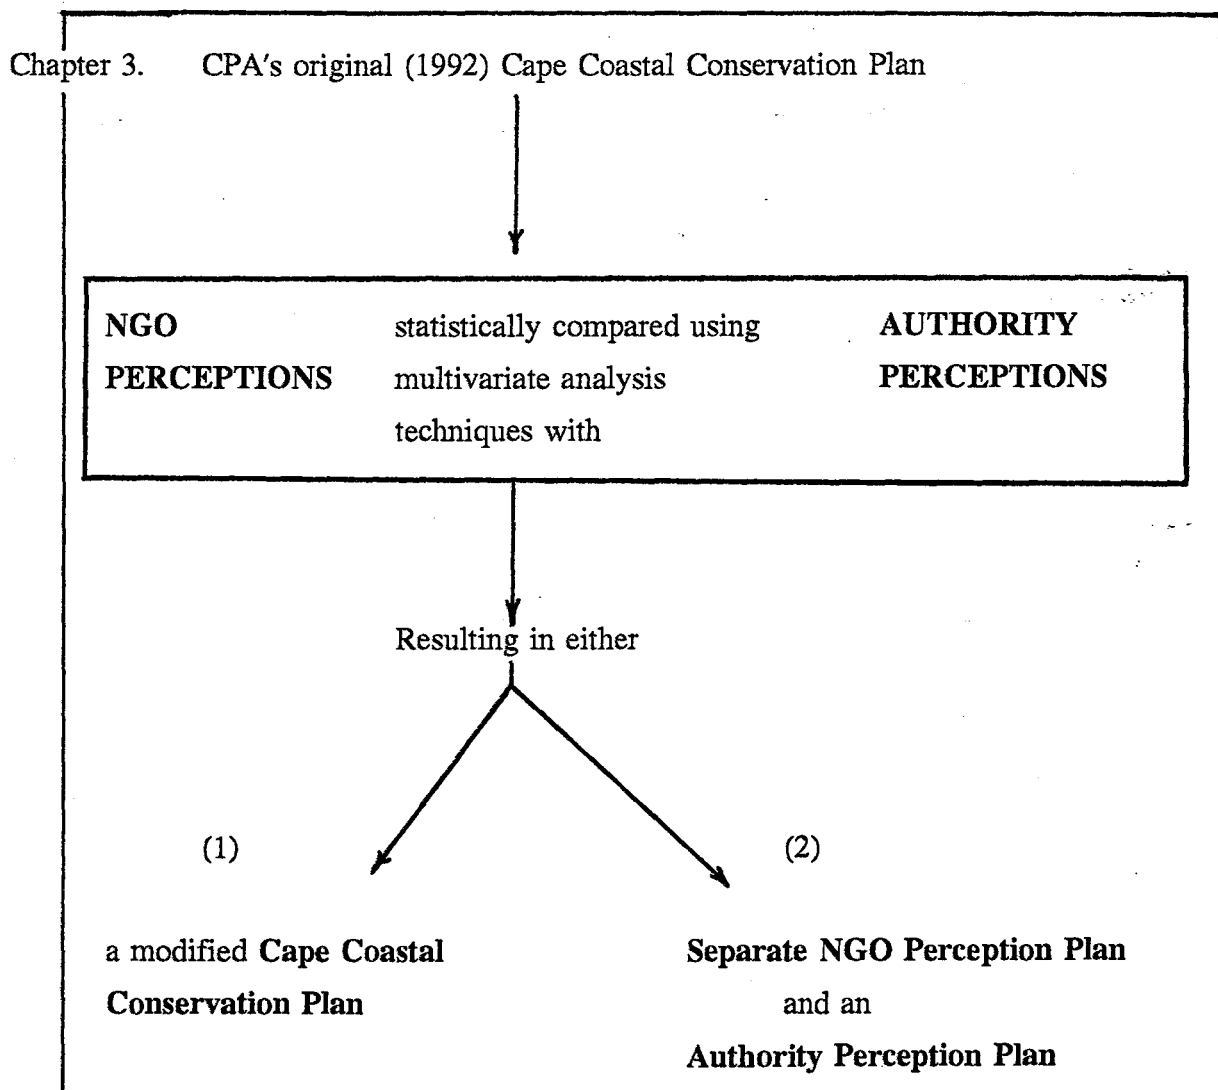 Chapter 3. CPA's original (1992) Cape Coastal Conservation Plan
NGO statistically compared using AUTHORITY
PERCEPTIONS multivariate analysis PERCEPTIONS
techniques with
Resulting in either
(1) (2)
a modified Cape Coastal Separate NGO Perception Plan
Conservation Plan and an
Authority Perception Plan